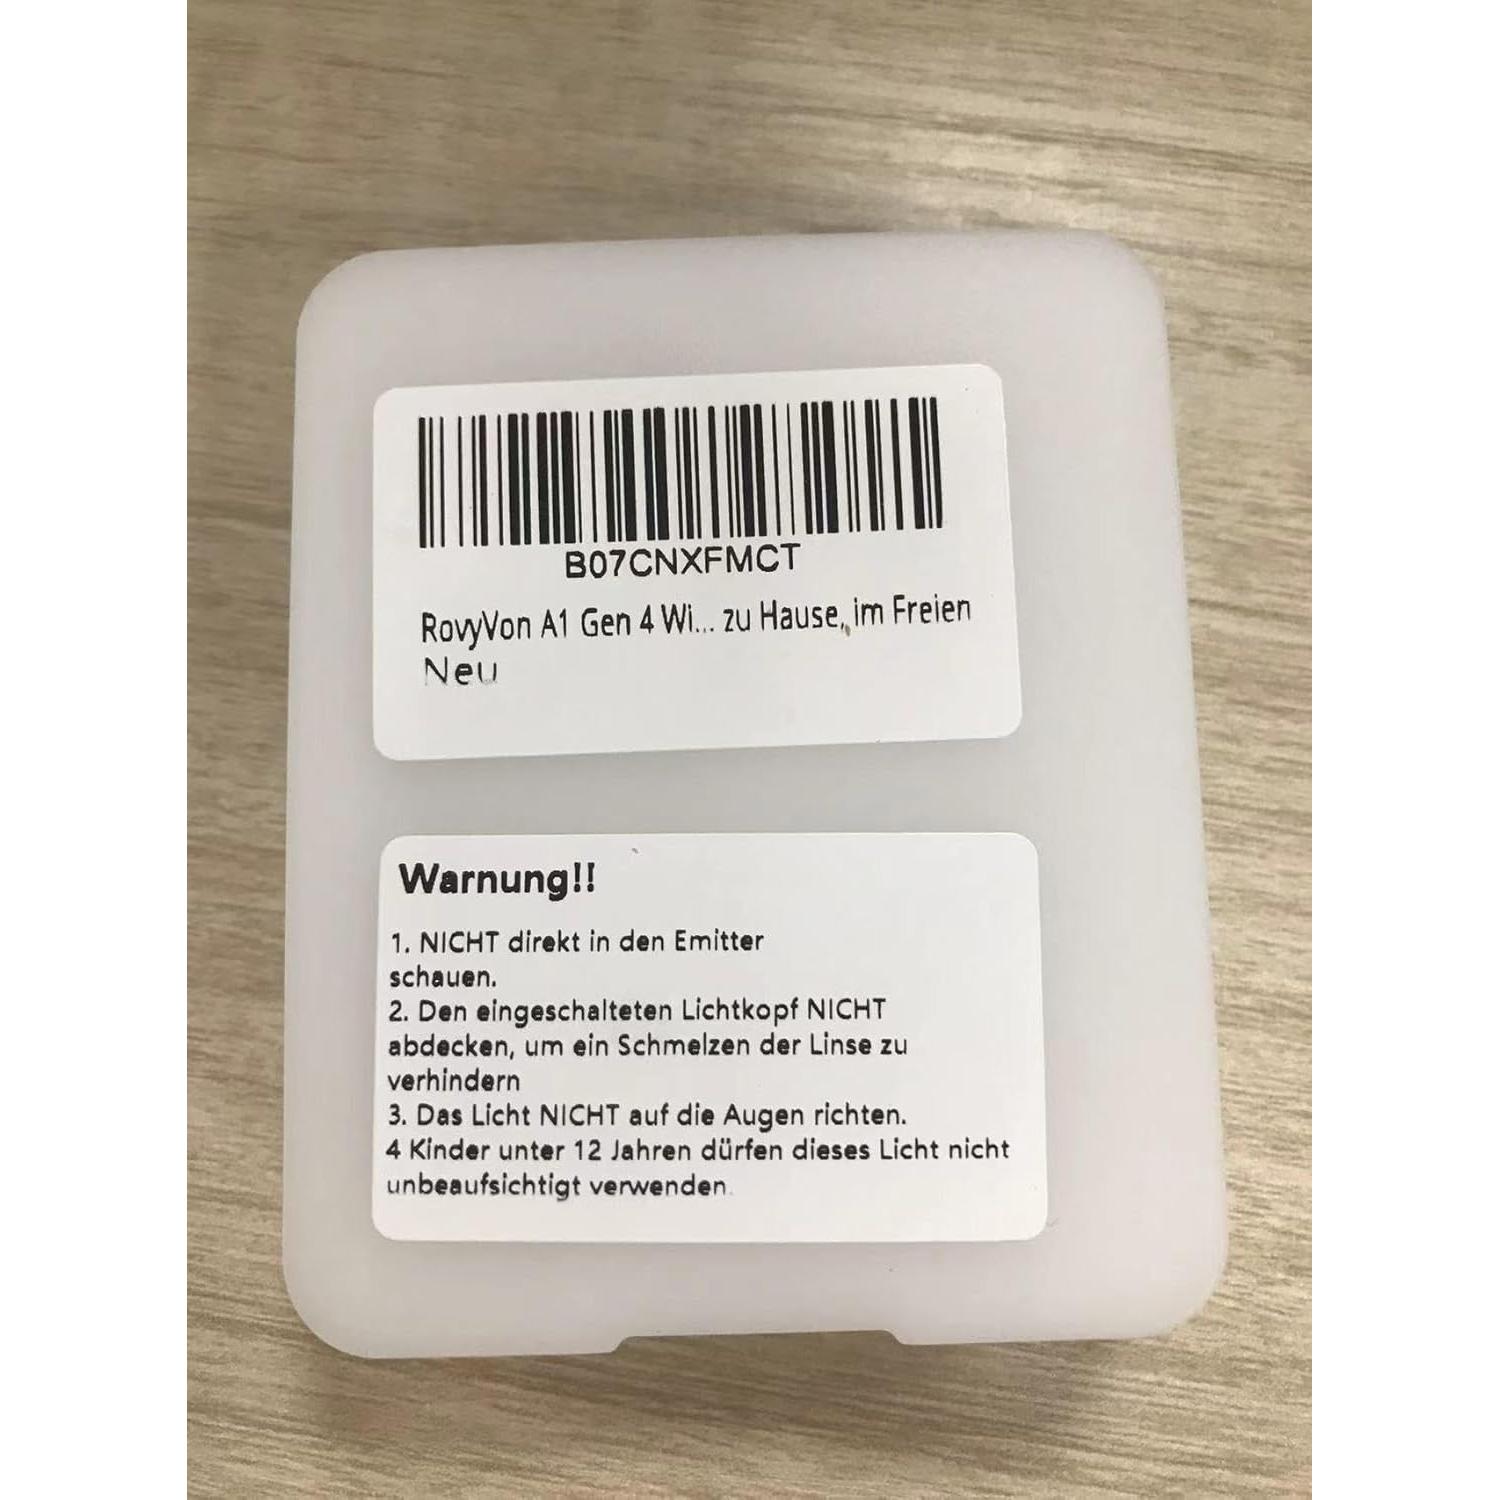 B07CNXFMCT
RovyVon A1 Gen 4 Wi... zu Hause, im Freien
Neu
Warnung!!
1. NICHT direkt in den Emitter
schauen.
2. Den eingeschalteten Lichtkopf NICHT
abdecken, um ein Schmelzen der Linse zu
verhindern
3. Das Licht NICHT auf die Augen richten.
4 Kinder unter 12 Jahren dürfen dieses Licht nicht
unbeaufsichtigt verwenden.